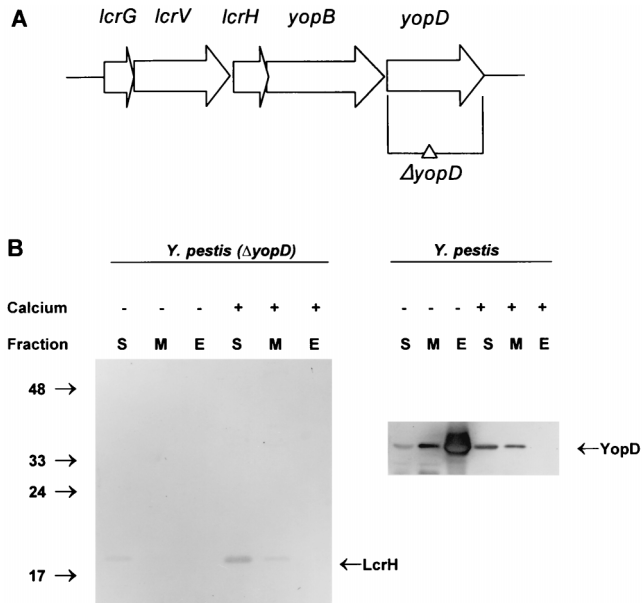 A
lcrG lcrV lcrH yopB yopD
ΔyopD
B
Y. pestis (ΔyopD) Y. pestis
Calcium - - - + + + - - - + + +
Fraction S M E S M E S M E S M E
48 →
33 →
24 →
17 →
←YopD
←LcrH